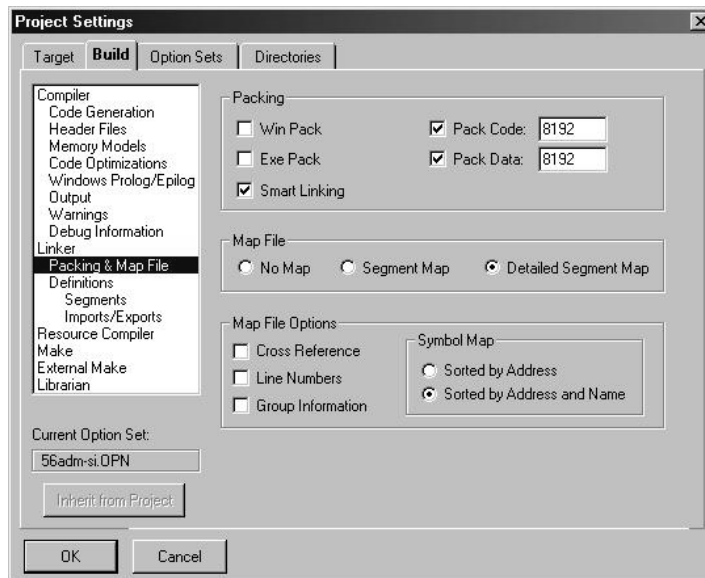 Project Settings
Target Build Option Sets Directories
Compiler
Code Generation
Header Files
Memory Models
Code Optimizations
Windows Prolog/Epilog
Output
Warnings
Debug Information
Linker
Packing & Map File
Definitions
Segments
Imports/Exports
Resource Compiler
Make
External Make
Librarian
Current Option Set:
56adm-si.OPN
Inherit from Project
Packing
Win Pack Pack Code: 8192
Exe Pack Pack Data: 8192
Smart Linking
Map File
No Map Segment Map Detailed Segment Map
Map File Options
Cross Reference
Line Numbers
Group Information
Symbol Map
Sorted by Address
Sorted by Address and Name
OK Cancel